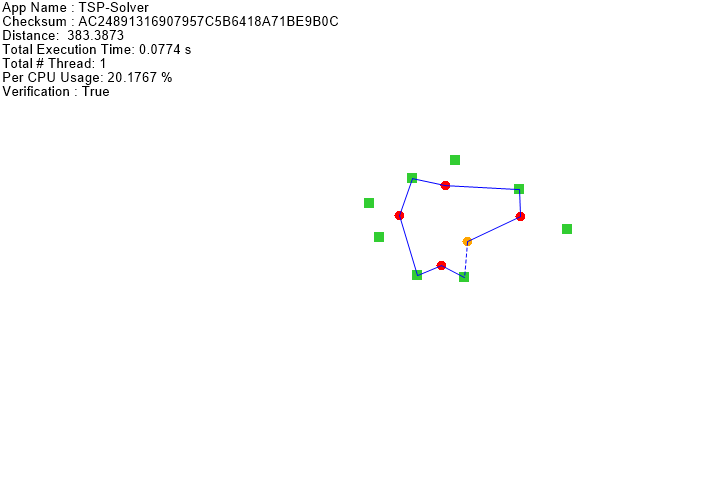 App Name : TSP-Solver
Checksum : AC24891316907957C5B6418A71BE9B0C
Distance:  383.3873
Total Execution Time: 0.0774 s
Total # Thread: 1
Per CPU Usage: 20.1767 %
Verification : True